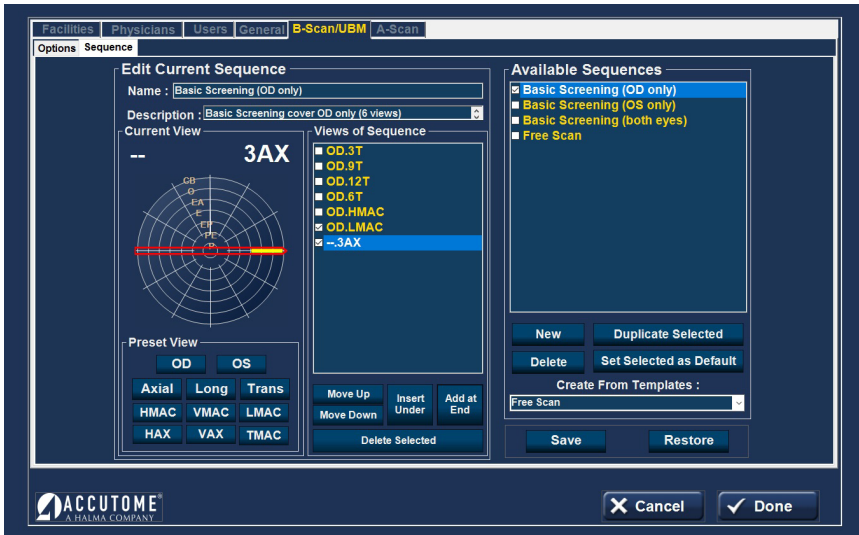 Facilities Physicians Users General B-Scan/UBM A-Scan
Options Sequence
Edit Current Sequence
Name : Basic Screening (OD only)
Description : Basic Screening cover OD only (6 views)
Current View
-- 3AX
CB
O
EA
E
EP
PE
P
Preset View
OD OS
Axial Long Trans
HMAC VMAC LMAC
HAX VAX TMAC
Views of Sequence
OD.3T
OD.9T
OD.12T
OD.6T
OD.HMAC
OD.LMAC
--.3AX
Move Up
Move Down
Insert
Under
Add at
End
Delete Selected
Available Sequences
Basic Screening (OD only)
Basic Screening (OS only)
Basic Screening (both eyes)
Free Scan
New Duplicate Selected
Delete Set Selected as Default
Create From Templates :
Free Scan
Save Restore
ACCUTOME®
A HALMA COMPANY
Cancel Done